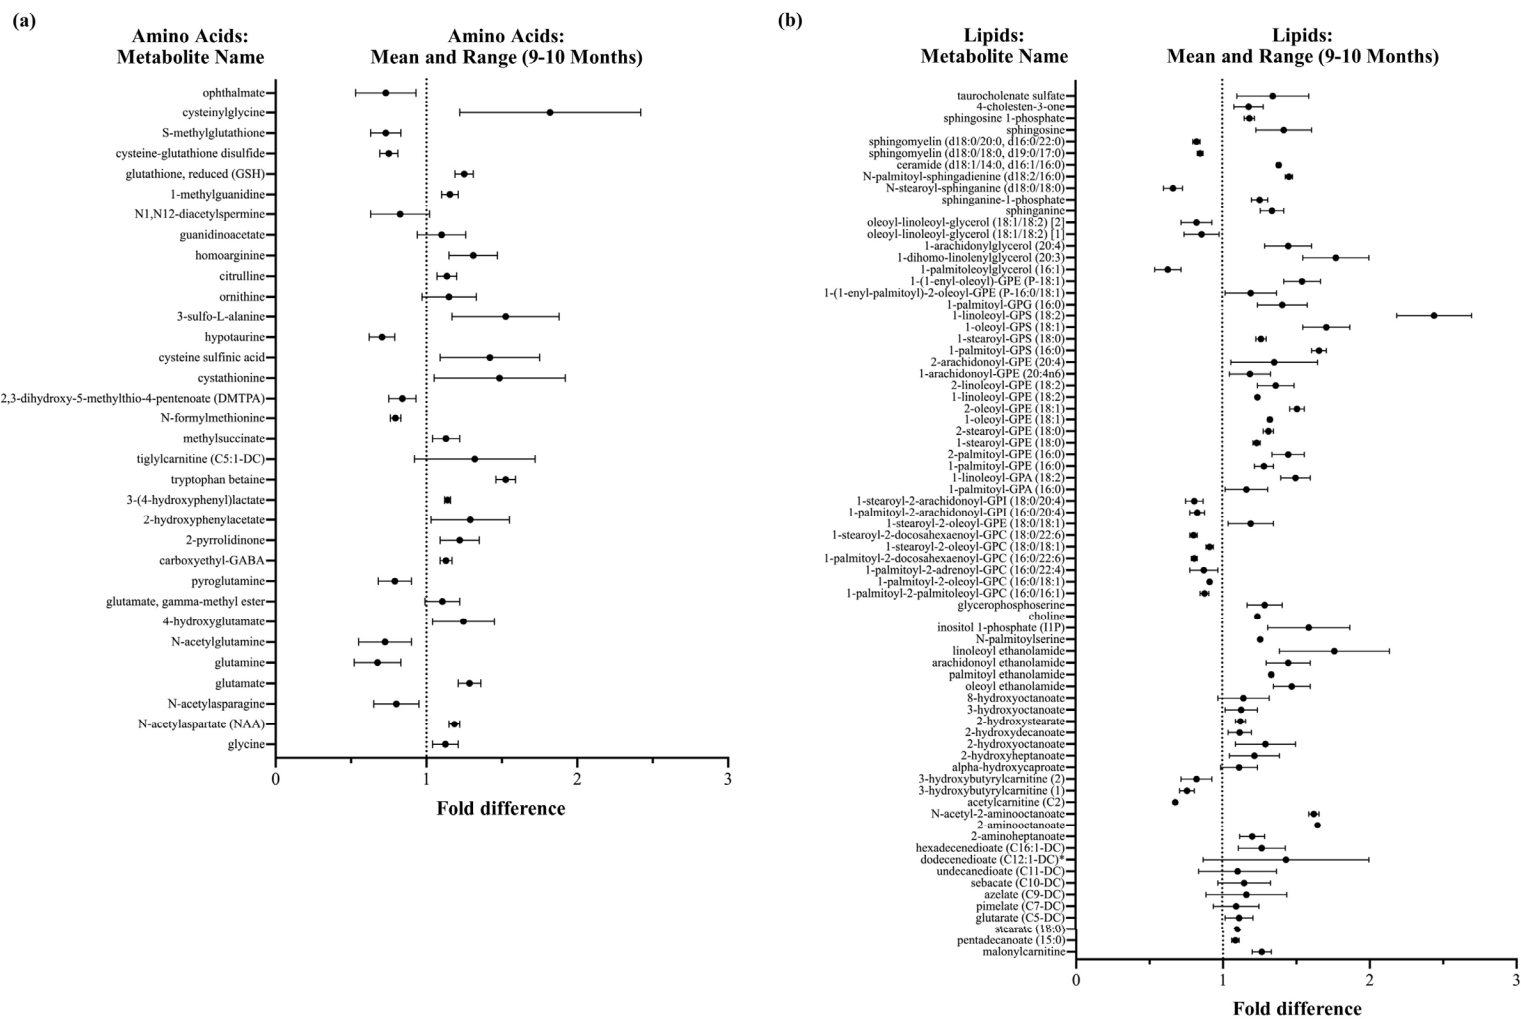 (a)
Amino Acids:
Metabolite Name
Amino Acids:
Mean and Range (9-10 Months)
ophthalmate
cysteinylglycine
S-methylglutathione
cysteine-glutathione disulfide
glutathione, reduced (GSH)
1-methylguanidine
N1,N12-diacetylspermine
guanidinoacetate
homoarginine
citrulline
ornithine
3-sulfo-L-alanine
hypotaurine
cysteine sulfinic acid
cystathionine
2,3-dihydroxy-5-methylthio-4-pentenoate (DMTPA)
N-formylmethionine
methylsuccinate
tiglylcarnitine (C5:1-DC)
tryptophan betaine
3-(4-hydroxyphenyl)lactate
2-hydroxyphenylacetate
2-pyrrolidinone
carboxyethyl-GABA
pyroglutamine
glutamate, gamma-methyl ester
4-hydroxyglutamate
N-acetylglutamine
glutamine
glutamate
N-acetylasparagine
N-acetylaspartate (NAA)
glycine
0
1
2
3
Fold difference
(b)
Lipids:
Metabolite Name
Lipids:
Mean and Range (9-10 Months)
taurocholenate sulfate
4-cholesten-3-one
sphingosine 1-phosphate
sphingosine
sphingomyelin (d18:0/20:0, d16:0/22:0)
sphingomyelin (d18:0/18:0, d19:0/17:0)
ceramide (d18:1/14:0, d16:1/16:0)
N-palmitoyl-sphingadienine (d18:2/16:0)
N-stearoyl-sphinganine (d18:0/18:0)
sphinganine-1-phosphate
sphinganine
oleoyl-linoleoyl-glycerol (18:1/18:2) [2]
oleoyl-linoleoyl-glycerol (18:1/18:2) [1]
1-arachidonylglycerol (20:4)
1-dihomo-linolenylglycerol (20:3)
1-palmitoleoylglycerol (16:1)
1-(1-enyl-oleoyl)-GPE (P-18:1)
1-(1-enyl-palmitoyl)-2-oleoyl-GPE (P-16:0/18:1)
1-palmitoyl-GPG (16:0)
1-linoleoyl-GPS (18:2)
1-oleoyl-GPS (18:1)
1-stearoyl-GPS (18:0)
1-palmitoyl-GPS (16:0)
2-arachidonoyl-GPE (20:4)
1-arachidonoyl-GPE (20:4n6)
2-linoleoyl-GPE (18:2)
1-linoleoyl-GPE (18:2)
2-oleoyl-GPE (18:1)
1-oleoyl-GPE (18:1)
2-stearoyl-GPE (18:0)
1-stearoyl-GPE (18:0)
2-palmitoyl-GPE (16:0)
1-palmitoyl-GPE (16:0)
1-linoleoyl-GPA (18:2)
1-palmitoyl-GPA (16:0)
1-stearoyl-2-arachidonoyl-GPI (18:0/20:4)
1-palmitoyl-2-arachidonoyl-GPI (16:0/20:4)
1-stearoyl-2-oleoyl-GPE (18:0/18:1)
1-stearoyl-2-docosahexaenoyl-GPC (18:0/22:6)
1-stearoyl-2-oleoyl-GPC (18:0/18:1)
1-palmitoyl-2-docosahexaenoyl-GPC (16:0/22:6)
1-palmitoyl-2-adrenoyl-GPC (16:0/22:4)
1-palmitoyl-2-oleoyl-GPC (16:0/18:1)
1-palmitoyl-2-palmitoleoyl-GPC (16:0/16:1)
glycerophosphoserine
choline
inositol 1-phosphate (I1P)
N-palmitoylserine
linoleoyl ethanolamide
arachidonoyl ethanolamide
palmitoyl ethanolamide
oleoyl ethanolamide
8-hydroxyoctanoate
3-hydroxyoctanoate
2-hydroxystearate
2-hydroxydecanoate
2-hydroxyoctanoate
2-hydroxyheptanoate
alpha-hydroxycaproate
3-hydroxybutyrylcarnitine (2)
3-hydroxybutyrylcarnitine (1)
acetylcarnitine (C2)
N-acetyl-2-aminooctanoate
2-aminooctanoate
2-aminoheptanoate
hexadecenedioate (C16:1-DC)
dodecenedioate (C12:1-DC)*
undecanedioate (C11-DC)
sebacate (C10-DC)
azelate (C9-DC)
pimelate (C7-DC)
glutarate (C5-DC)
stearate (18:0)
pentadecanoate (15:0)
malonylcarnitine
0
1
2
3
Fold difference